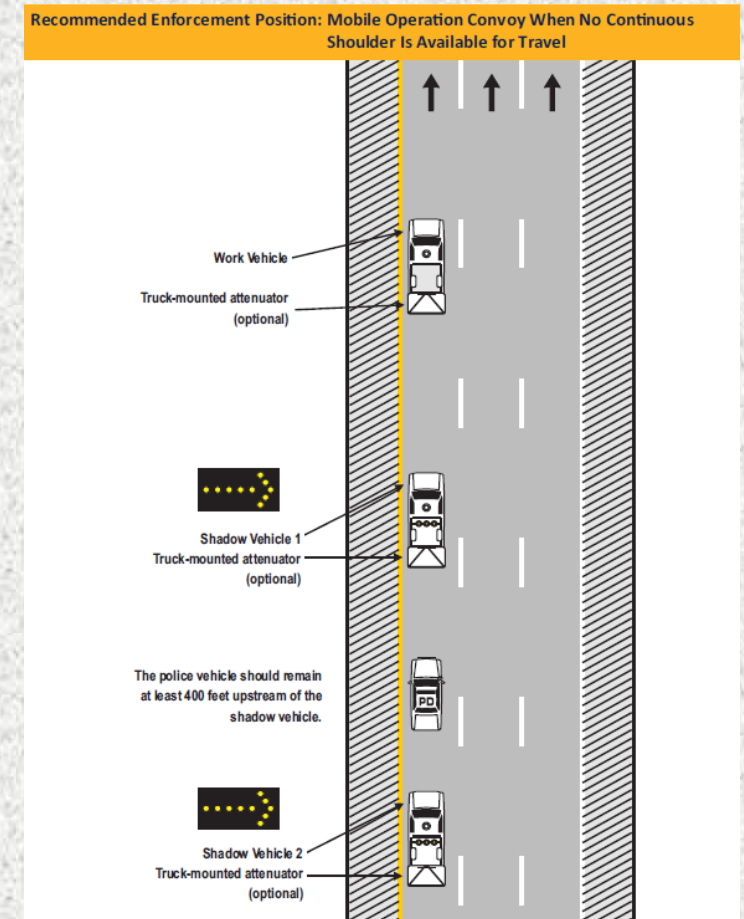 Recommended Enforcement Position: Mobile Operation Convoy When No Continuous
Shoulder Is Available for Travel
Work Vehicle
Truck-mounted attenuator
(optional)
Shadow Vehicle 1
Truck-mounted attenuator
(optional)
The police vehicle should remain
at least 400 feet upstream of the
shadow vehicle.
PD
Shadow Vehicle 2
Truck-mounted attenuator
(optional)